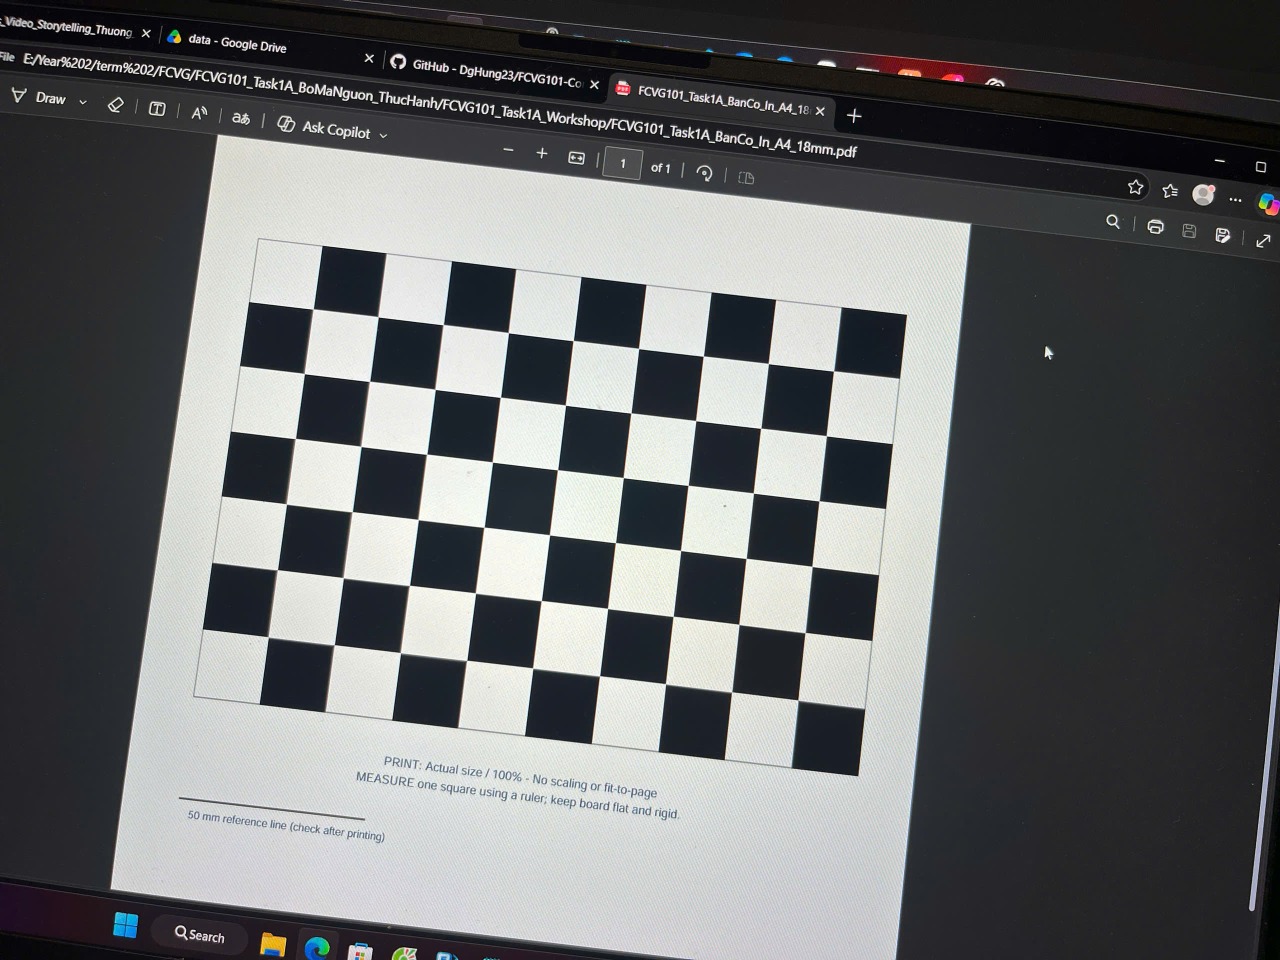 _Video_Storytelling_Thuong
data - Google Drive
GitHub - DgHung23/FCVG101-Co
FCVG101_Task1A_BanCo_In_A4_18
File E:/Year%202/term%202/FCVG/FCVG101_Task1A_BoMaNguon_ThucHanh/FCVG101_Task1A_Workshop/FCVG101_Task1A_BanCo_In_A4_18mm.pdf
Draw
Ask Copilot
1 of 1
PRINT: Actual size / 100% - No scaling or fit-to-page
MEASURE one square using a ruler; keep board flat and rigid.
50 mm reference line (check after printing)
Search